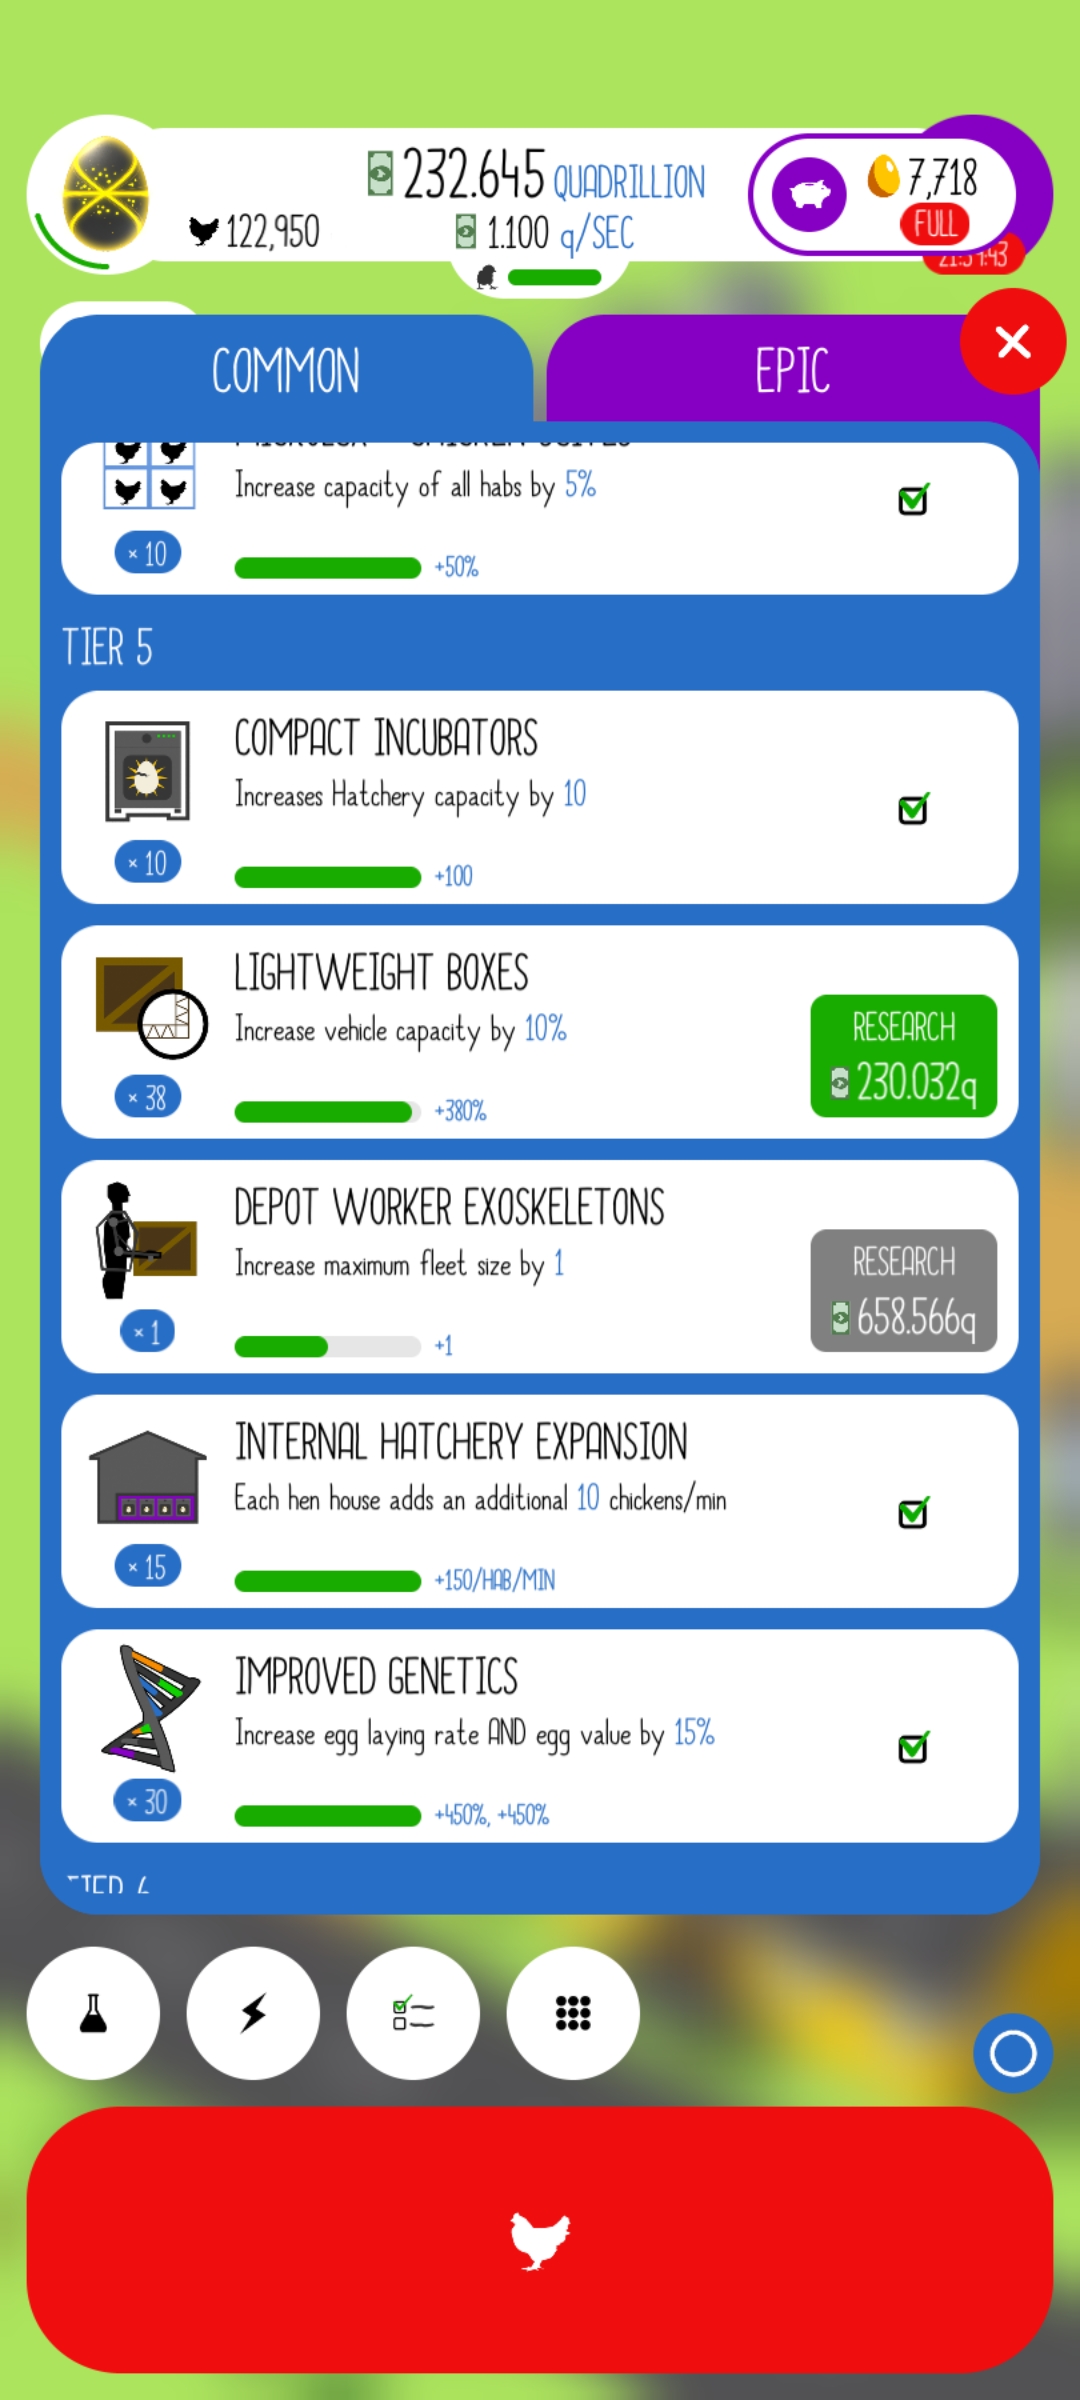 232.645 QUADRILLION
7,718
122,950
1.100 q/SEC
FULL
COMMON
EPIC
Increase capacity of all habs by 5%
× 10
+50%
TIER 5
COMPACT INCUBATORS
Increases Hatchery capacity by 10
× 10
+100
LIGHTWEIGHT BOXES
Increase vehicle capacity by 10%
RESEARCH
230.032q
× 38
+380%
DEPOT WORKER EXOSKELETONS
Increase maximum fleet size by 1
RESEARCH
658.566q
× 1
+1
INTERNAL HATCHERY EXPANSION
Each hen house adds an additional 10 chickens/min
× 15
+150/HAB/MIN
IMPROVED GENETICS
Increase egg laying rate AND egg value by 15%
× 30
+450%, +450%